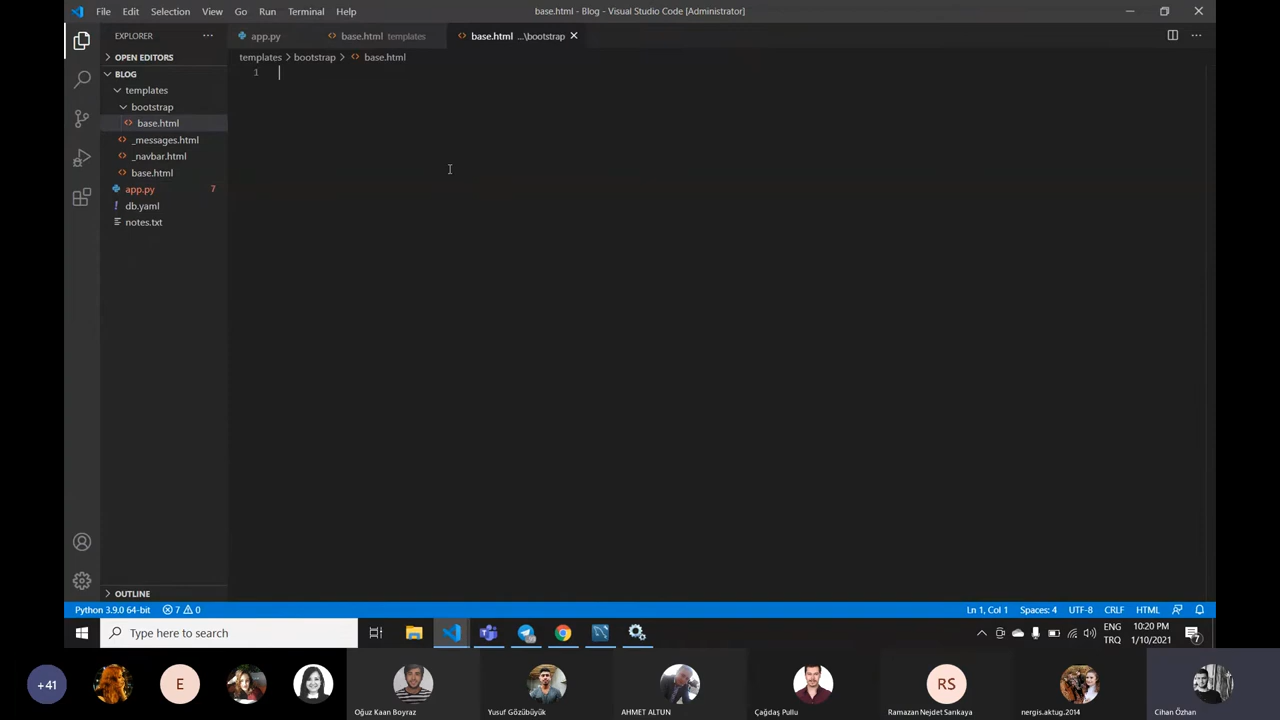 File Edit Selection View Go Run Terminal Help
base.html - Blog - Visual Studio Code [Administrator]
EXPLORER
app.py
base.html templates
base.html ...\bootstrap
OPEN EDITORS
templates > bootstrap > base.html
BLOG
1
templates
bootstrap
base.html
_messages.html
_navbar.html
base.html
app.py 7
db.yaml
notes.txt
OUTLINE
Python 3.9.0 64-bit 7 0
Ln 1, Col 1 Spaces: 4 UTF-8 CRLF HTML
Type here to search
ENG
TRQ
10:20 PM
1/10/2021
7
+41
E
RS
Oğuz Kaan Boyraz
Yusuf Gözübüyük
AHMET ALTUN
Çağdaş Pullu
Ramazan Nejdet Sarıkaya
nergis.aktug.2014
Cihan Özhan